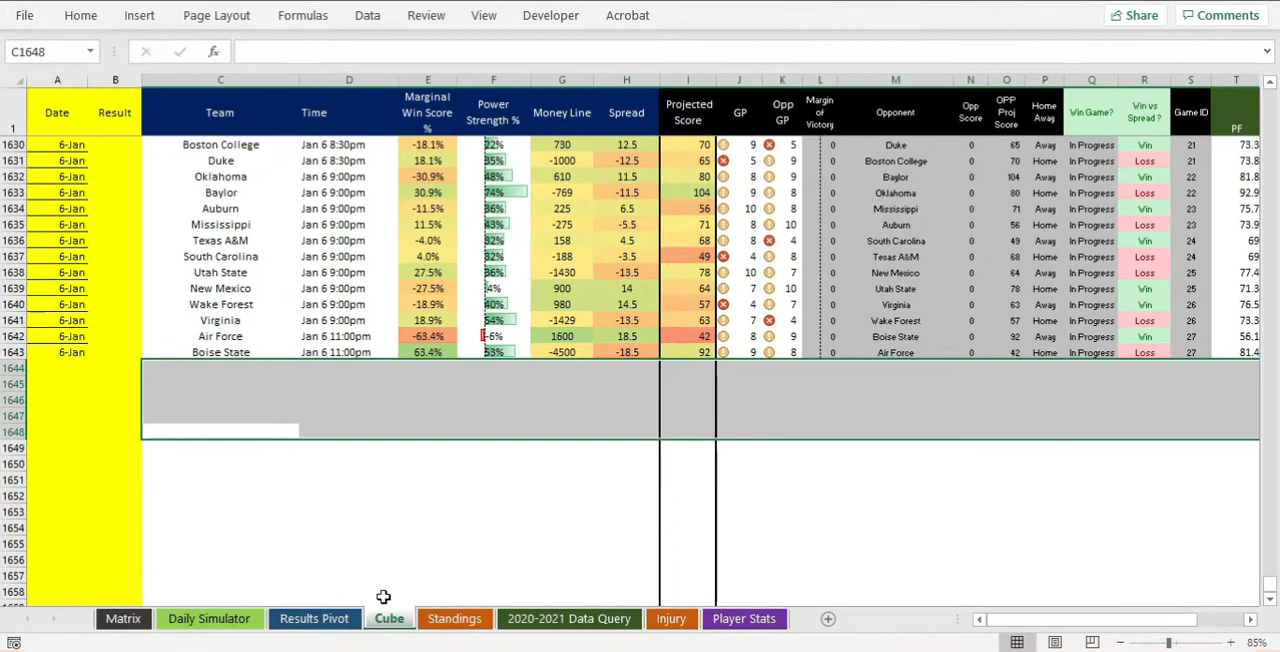 File Home Insert Page Layout Formulas Data Review View Developer Acrobat Share Comments
C1648 fx
A B C D E F G H I J K L M N O P Q R S T
1 Date Result Team Time Marginal Win Score % Power Strength % Money Line Spread Projected Score GP Opp GP Margin of Victory Opponent Opp Score OPP Proj Score Home Away Win Game? Win vs Spread ? Game ID PF
1630 6-Jan Boston College Jan 6 8:30pm -18.1% 22% 730 12.5 70 9 5 0 Duke 0 65 Away In Progress Win 21 73.3
1631 6-Jan Duke Jan 6 8:30pm 18.1% 35% -1000 -12.5 65 5 9 0 Boston College 0 70 Home In Progress Loss 21 73.8
1632 6-Jan Oklahoma Jan 6 9:00pm -30.9% 48% 610 11.5 80 8 9 0 Baylor 0 104 Away In Progress Win 22 81.8
1633 6-Jan Baylor Jan 6 9:00pm 30.9% 74% -769 -11.5 104 9 8 0 Oklahoma 0 80 Home In Progress Loss 22 92.9
1634 6-Jan Auburn Jan 6 9:00pm -11.5% 36% 225 6.5 56 10 8 0 Mississippi 0 71 Away In Progress Win 23 75.7
1635 6-Jan Mississippi Jan 6 9:00pm 11.5% 43% -275 -5.5 71 8 10 0 Auburn 0 56 Home In Progress Loss 23 73.9
1636 6-Jan Texas A&M Jan 6 9:00pm -4.0% 32% 158 4.5 68 8 4 0 South Carolina 0 49 Away In Progress Win 24 69
1637 6-Jan South Carolina Jan 6 9:00pm 4.0% 32% -188 -3.5 49 4 8 0 Texas A&M 0 68 Home In Progress Loss 24 69
1638 6-Jan Utah State Jan 6 9:00pm 27.5% 36% -1430 -13.5 78 10 7 0 New Mexico 0 64 Away In Progress Loss 25 77.4
1639 6-Jan New Mexico Jan 6 9:00pm -27.5% 4% 900 14 64 7 10 0 Utah State 0 78 Home In Progress Win 25 71.3
1640 6-Jan Wake Forest Jan 6 9:00pm -18.9% 40% 980 14.5 57 4 7 0 Virginia 0 63 Away In Progress Win 26 76.5
1641 6-Jan Virginia Jan 6 9:00pm 18.9% 54% -1429 -13.5 63 7 4 0 Wake Forest 0 57 Home In Progress Loss 26 73.3
1642 6-Jan Air Force Jan 6 11:00pm -63.4% -6% 1600 18.5 42 8 9 0 Boise State 0 92 Away In Progress Win 27 56.1
1643 6-Jan Boise State Jan 6 11:00pm 63.4% 53% -4500 -18.5 92 9 8 0 Air Force 0 42 Home In Progress Loss 27 81.4
1644
1645
1646
1647
1648
1649
1650
1651
1652
1653
1654
1655
1656
1657
1658
Matrix Daily Simulator Results Pivot Cube Standings 2020-2021 Data Query Injury Player Stats
85%